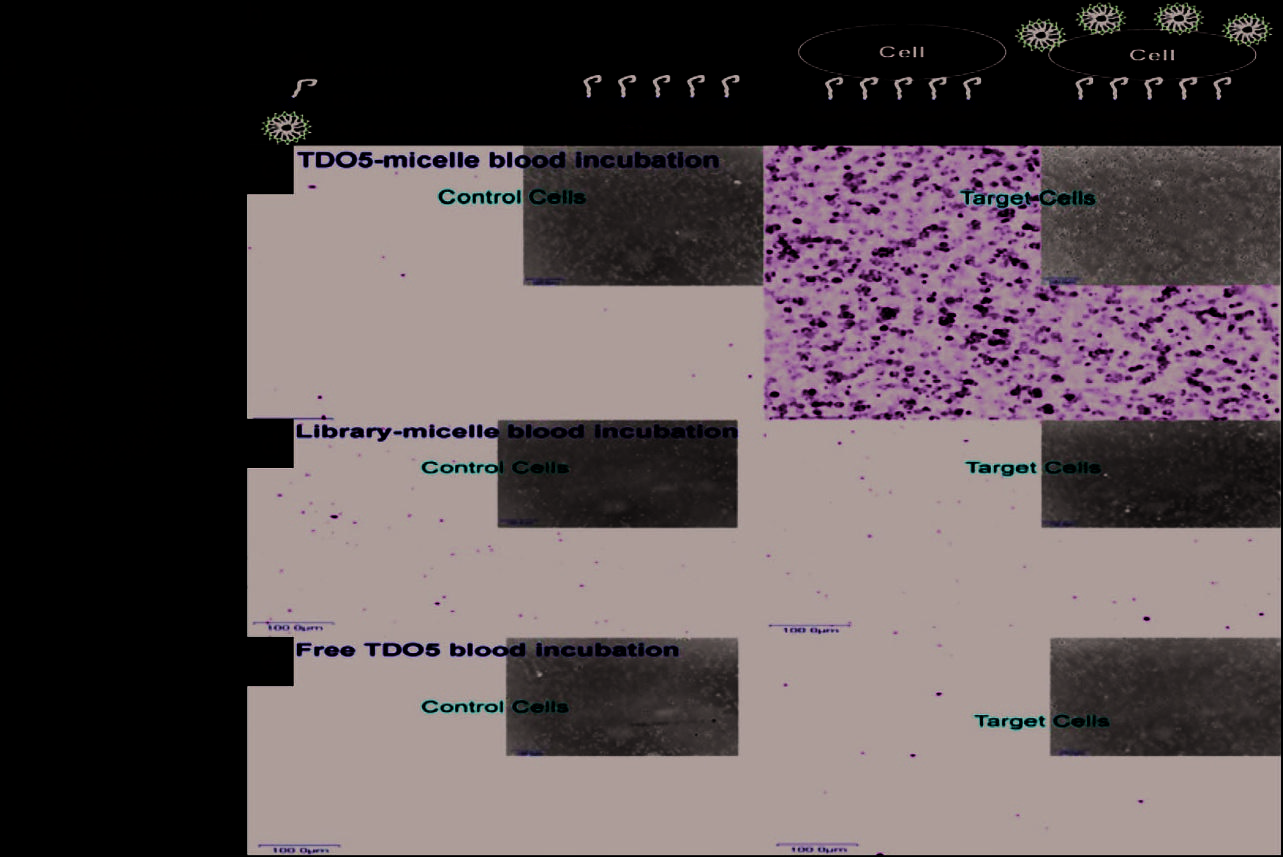 Cell
Cell
TDO5-micelle blood incubation
Control Cells
Target Cells
Library-micelle blood incubation
Control Cells
Target Cells
100.0µm
100.0µm
Free TDO5 blood incubation
Control Cells
Target Cells
100.0µm
100.0µm